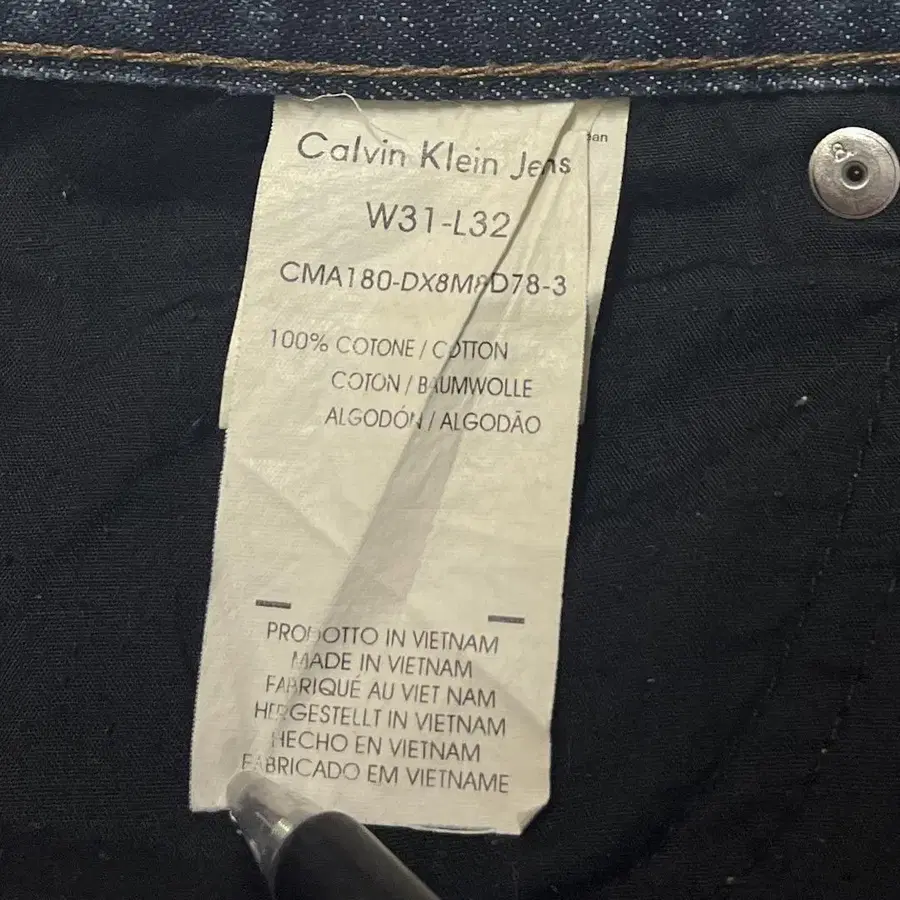 Calvin Klein Jens
W31-L32
CMA180-DX8M8D78-3
100% COTONE / COTTON
COTON / BAUMWOLLE
ALGODÓN / ALGODÃO
PRODOTTO IN VIETNAM
MADE IN VIETNAM
FABRIQUÉ AU VIET NAM
HERGESTELLT IN VIETNAM
HECHO EN VIETNAM
FABRICADO EM VIETNAME